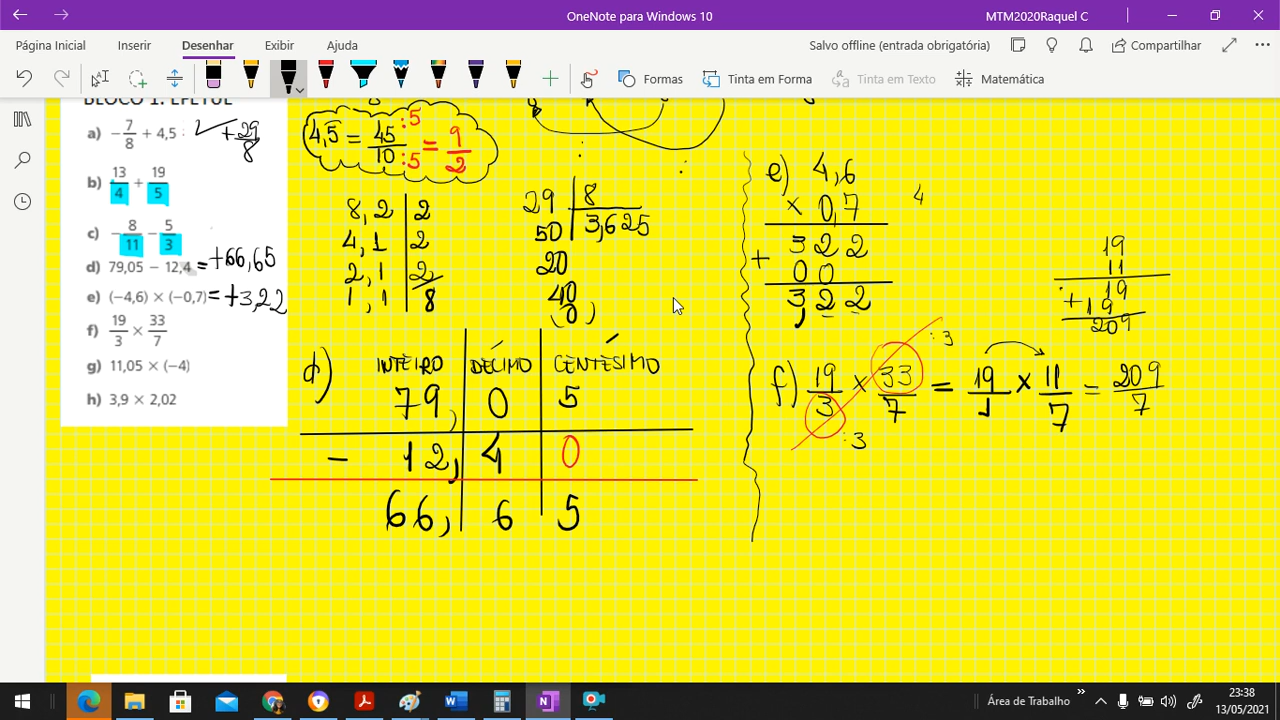 OneNote para Windows 10
MTM2020Raquel C
Página Inicial Inserir Desenhar Exibir Ajuda
Salvo offline (entrada obrigatória) Compartilhar
Formas Tinta em Forma Tinta em Texto Matemática
a) -7/8 + 4,5 : +29/8
b) 13/4 + 19/5
c) -8/11 - 5/3
d) 79,05 - 12,4 = +66,65
e) (-4,6) × (-0,7) = +3,22
f) 19/3 × 33/7
g) 11,05 × (-4)
h) 3,9 × 2,02
4,5 = 45/10 :5 :5 = 9/2
8, 2 | 2
4, 1 | 2
2, 1 | 2
1, 1 | 8
29 | 8
50 | 3,625
20
40
(0)
d) INTEIRO DÉCIMO CENTÉSIMO
79, 0 5
- 12, 4 0
66, 6 5
e) 4,6
× 0,7
4
322
+ 00
3,22
19
11
19
+ 19
209
f) 19/3 × 33/7 :3 :3 = 19/1 × 11/7 = 209/7
Área de Trabalho
23:38
13/05/2021